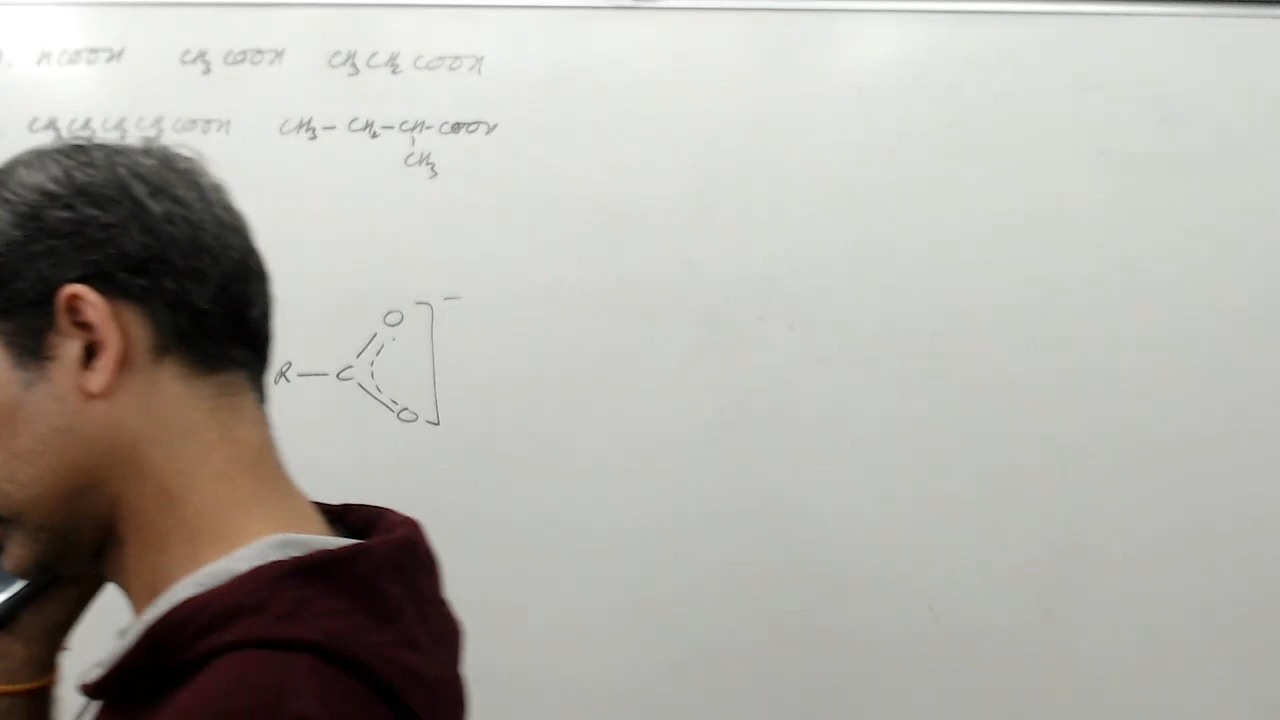 HCOOH CH3COOH CH3CH2COOH
CH3CH2CH2CH2COOH CH3-CH2-CH-COOH
CH3
O ] -
R-C
O